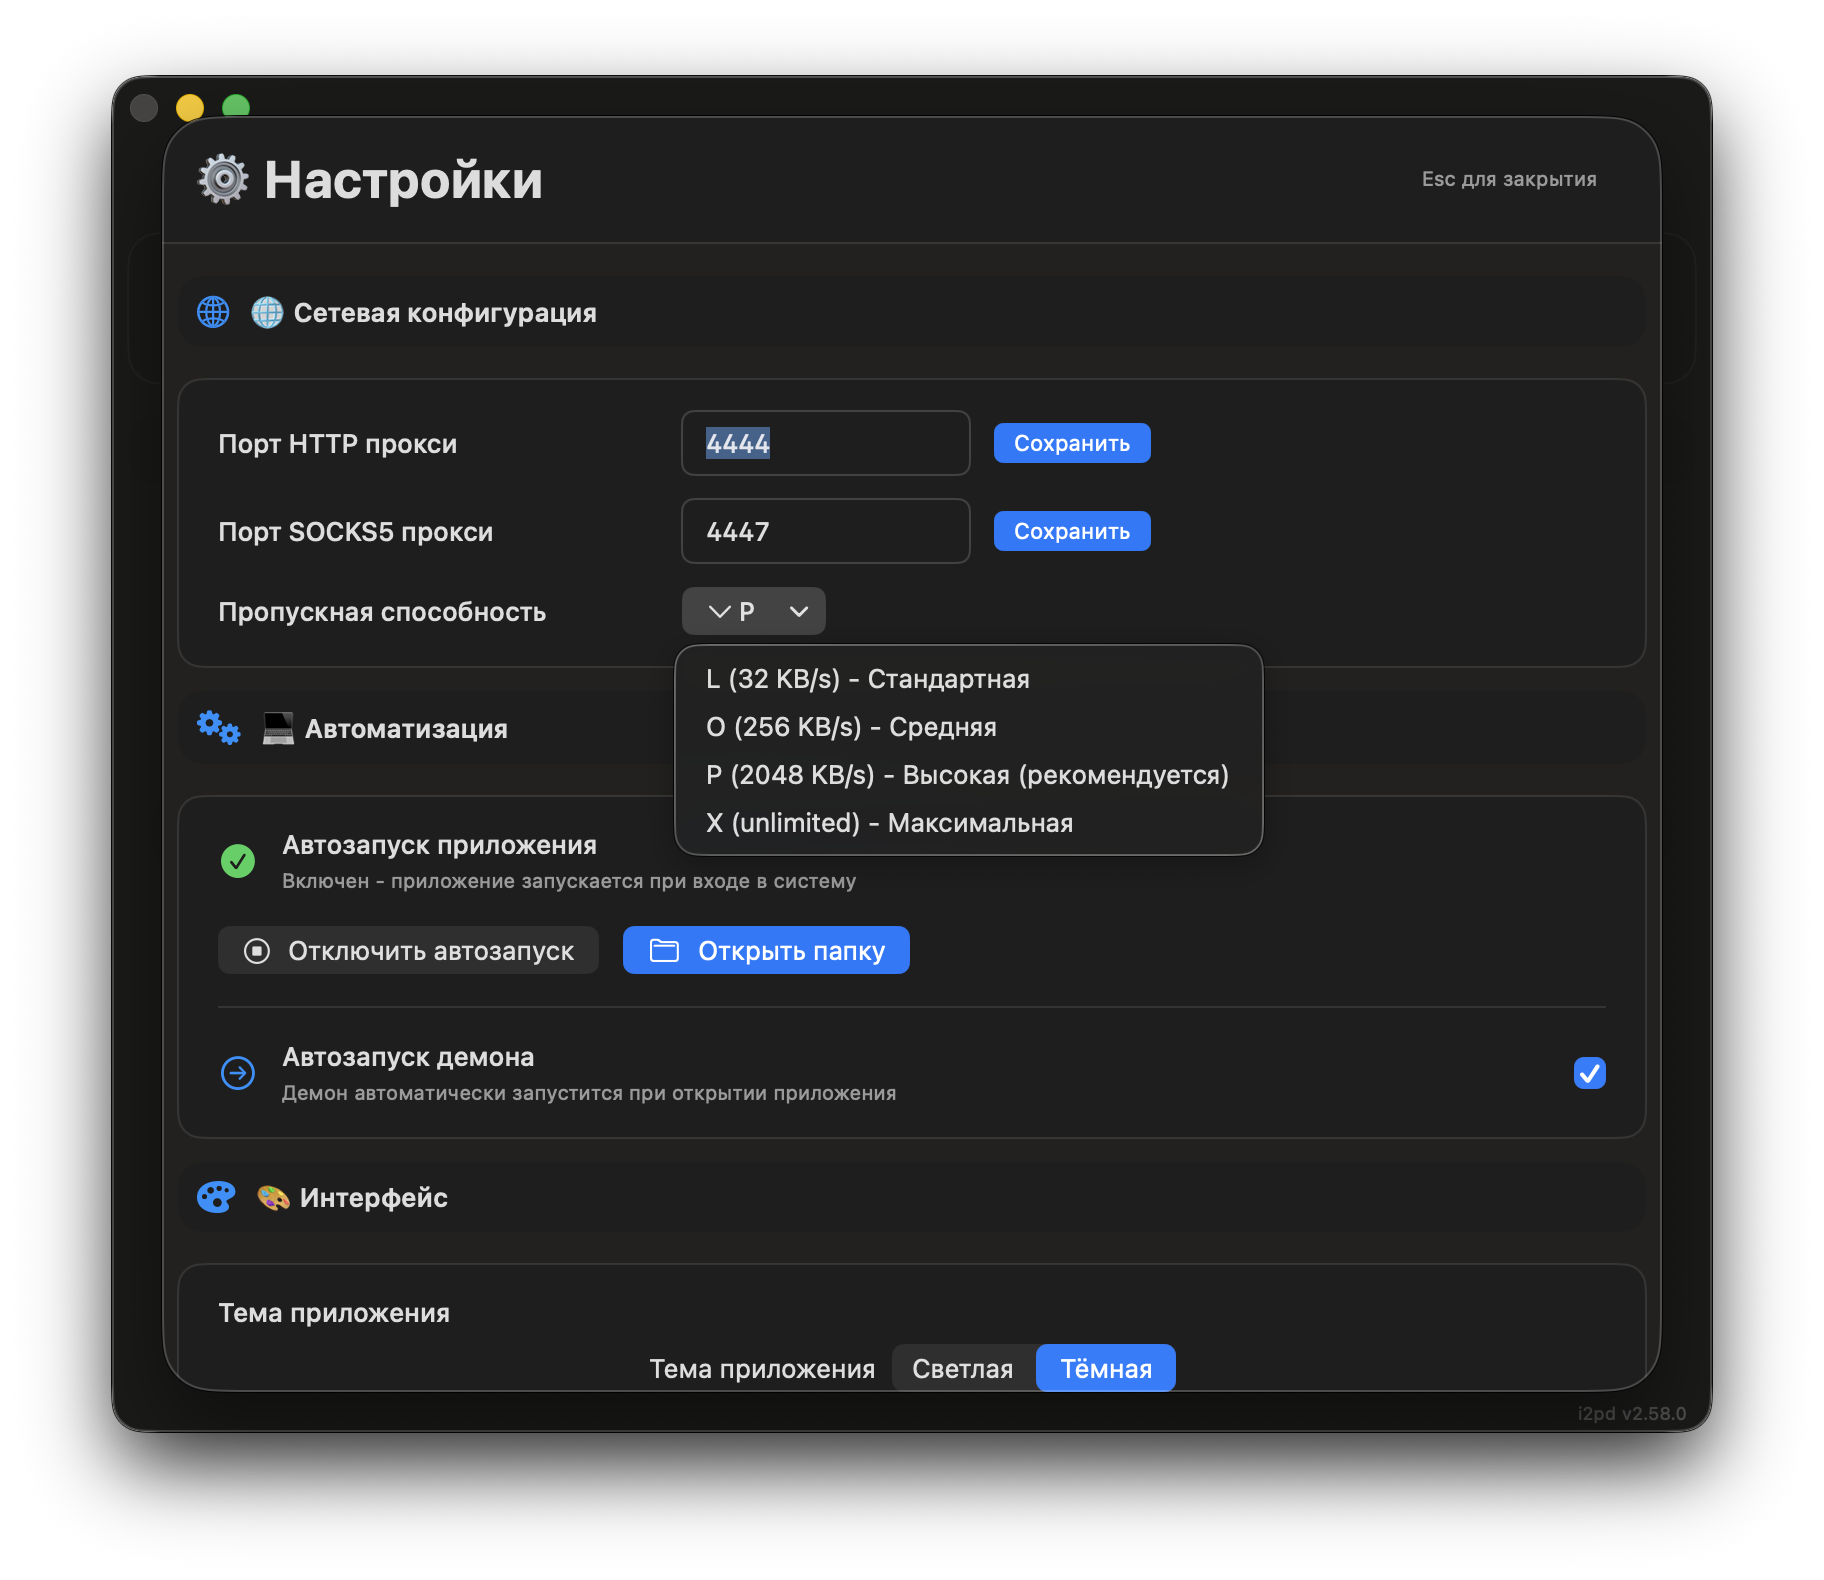 Настройки
Esc для закрытия
Сетевая конфигурация
Порт HTTP прокси
4444
Сохранить
Порт SOCKS5 прокси
4447
Сохранить
Пропускная способность
P
L (32 KB/s) - Стандартная
O (256 KB/s) - Средняя
P (2048 KB/s) - Высокая (рекомендуется)
X (unlimited) - Максимальная
Автоматизация
Автозапуск приложения
Включен - приложение запускается при входе в систему
Отключить автозапуск
Открыть папку
Автозапуск демона
Демон автоматически запустится при открытии приложения
Интерфейс
Тема приложения
Тема приложения
Светлая
Тёмная
i2pd v2.58.0